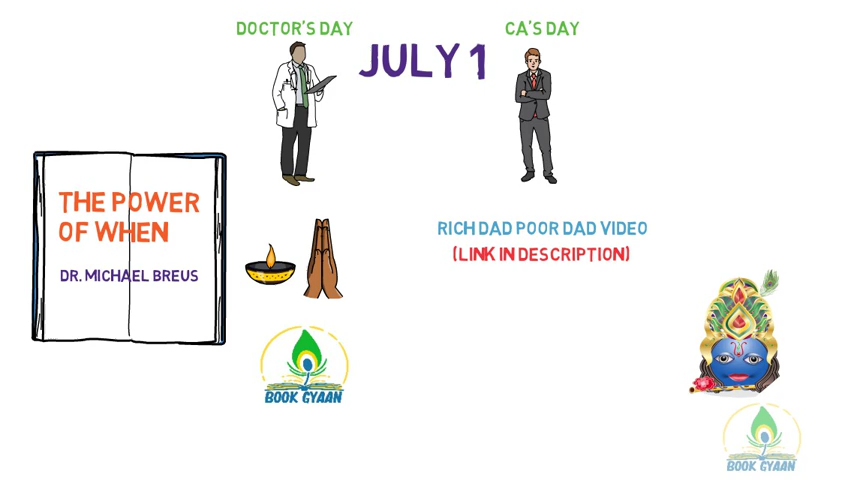 DOCTOR'S DAY
CA'S DAY
JULY 1
THE POWER
OF WHEN
DR. MICHAEL BREUS
RICH DAD POOR DAD VIDEO
(LINK IN DESCRIPTION)
BOOK GYAAN
BOOK GYAAN